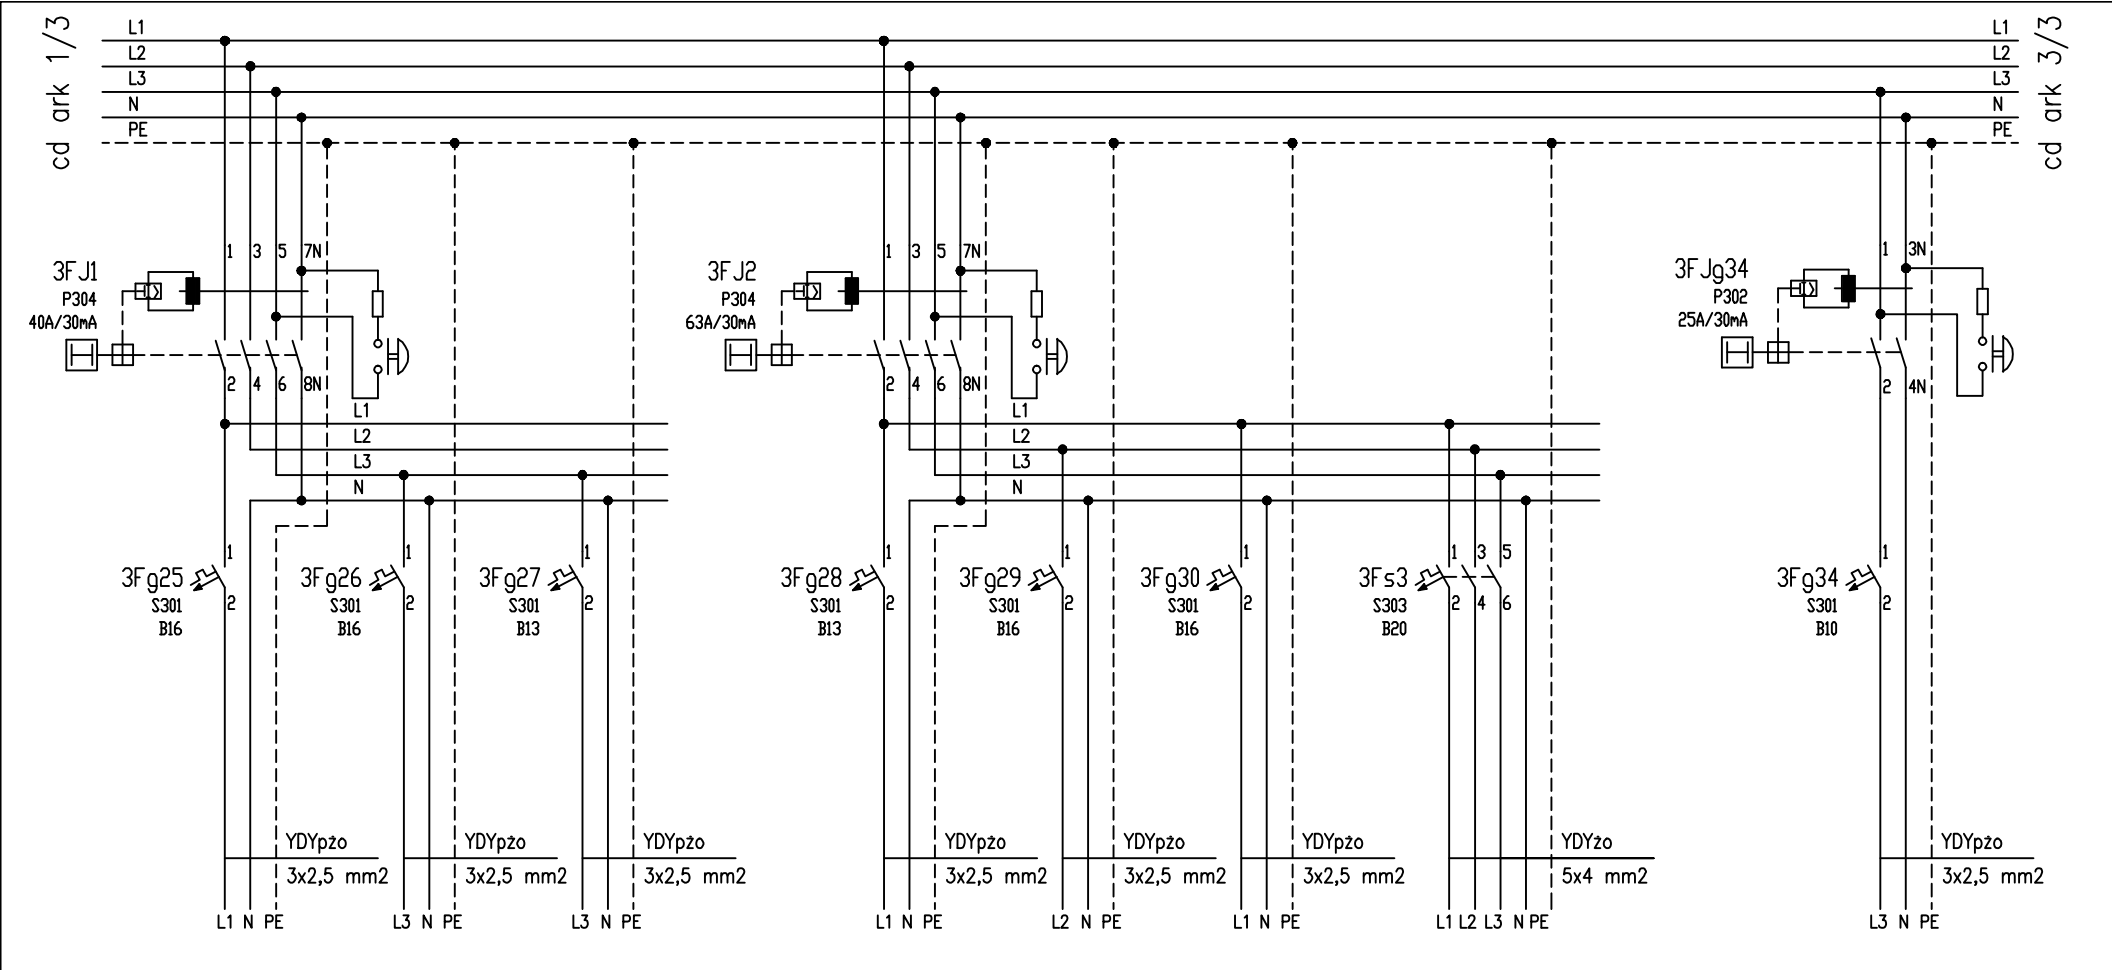 cd ark 1/3
L1
L2
L3
N
PE
L1
L2
L3
N
PE
cd ark 3/3
1 3 5 7N
3FJ1
P304
40A/30mA
2 4 6 8N
L1
L2
L3
N
1 3 5 7N
3FJ2
P304
63A/30mA
2 4 6 8N
L1
L2
L3
N
1 3N
3FJg34
P302
25A/30mA
2 4N
1
3Fg25
S301
B16
2
1
3Fg26
S301
B16
2
1
3Fg27
S301
B13
2
1
3Fg28
S301
B13
2
1
3Fg29
S301
B16
2
1
3Fg30
S301
B16
2
1 3 5
3Fs3
S303
B20
2 4 6
1
3Fg34
S301
B10
2
YDYpżo
3x2,5 mm2
L1 N PE
YDYpżo
3x2,5 mm2
L3 N PE
YDYpżo
3x2,5 mm2
L3 N PE
YDYpżo
3x2,5 mm2
L1 N PE
YDYpżo
3x2,5 mm2
L2 N PE
YDYpżo
3x2,5 mm2
L1 N PE
YDYżo
5x4 mm2
L1 L2 L3 N PE
YDYpżo
3x2,5 mm2
L3 N PE